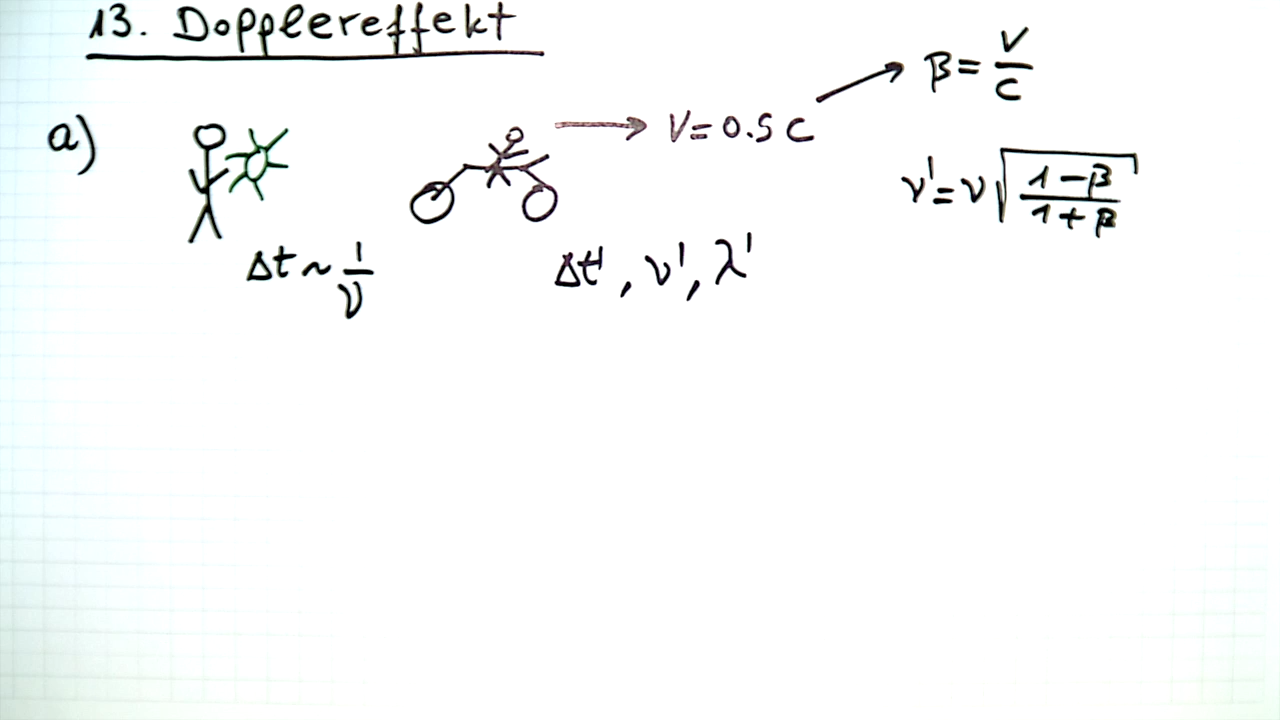 13. Dopplereffekt
a)
V = 0.5 C
β = V/C
ν' = ν √((1 - β)/(1 + β))
Δt ~ 1/ν
Δt', ν', λ'